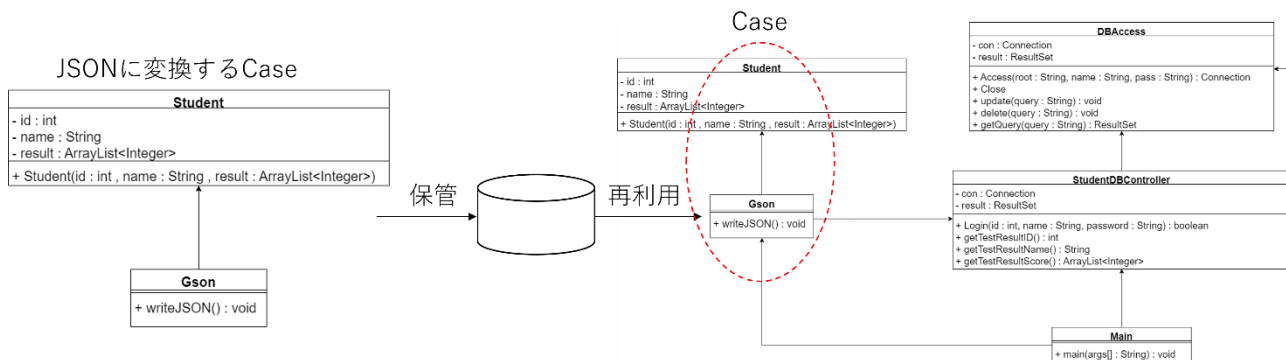 JSONに変換するCase
Student
- id : int
- name : String
- result : ArrayList<Integer>
+ Student(id : int , name : String , result : ArrayList<Integer>)
Gson
+ writeJSON() : void
保管
再利用
Case
Student
- id : int
- name : String
- result : ArrayList<Integer>
+ Student(id : int , name : String , result : ArrayList<Integer>)
Gson
+ writeJSON() : void
DBAccess
- con : Connection
- result : ResultSet
+ Access(root : String, name : String, pass : String) : Connection
+ Close
+ update(query : String) : void
+ delete(query : String) : void
+ getQuery(query : String) : ResultSet
StudentDBController
- con : Connection
- result : ResultSet
+ Login(id : int, name : String, password : String) : boolean
+ getTestResultID() : int
+ getTestResultName() : String
+ getTestResultScore() : ArrayList<Integer>
Main
+ main(args[] : String) : void